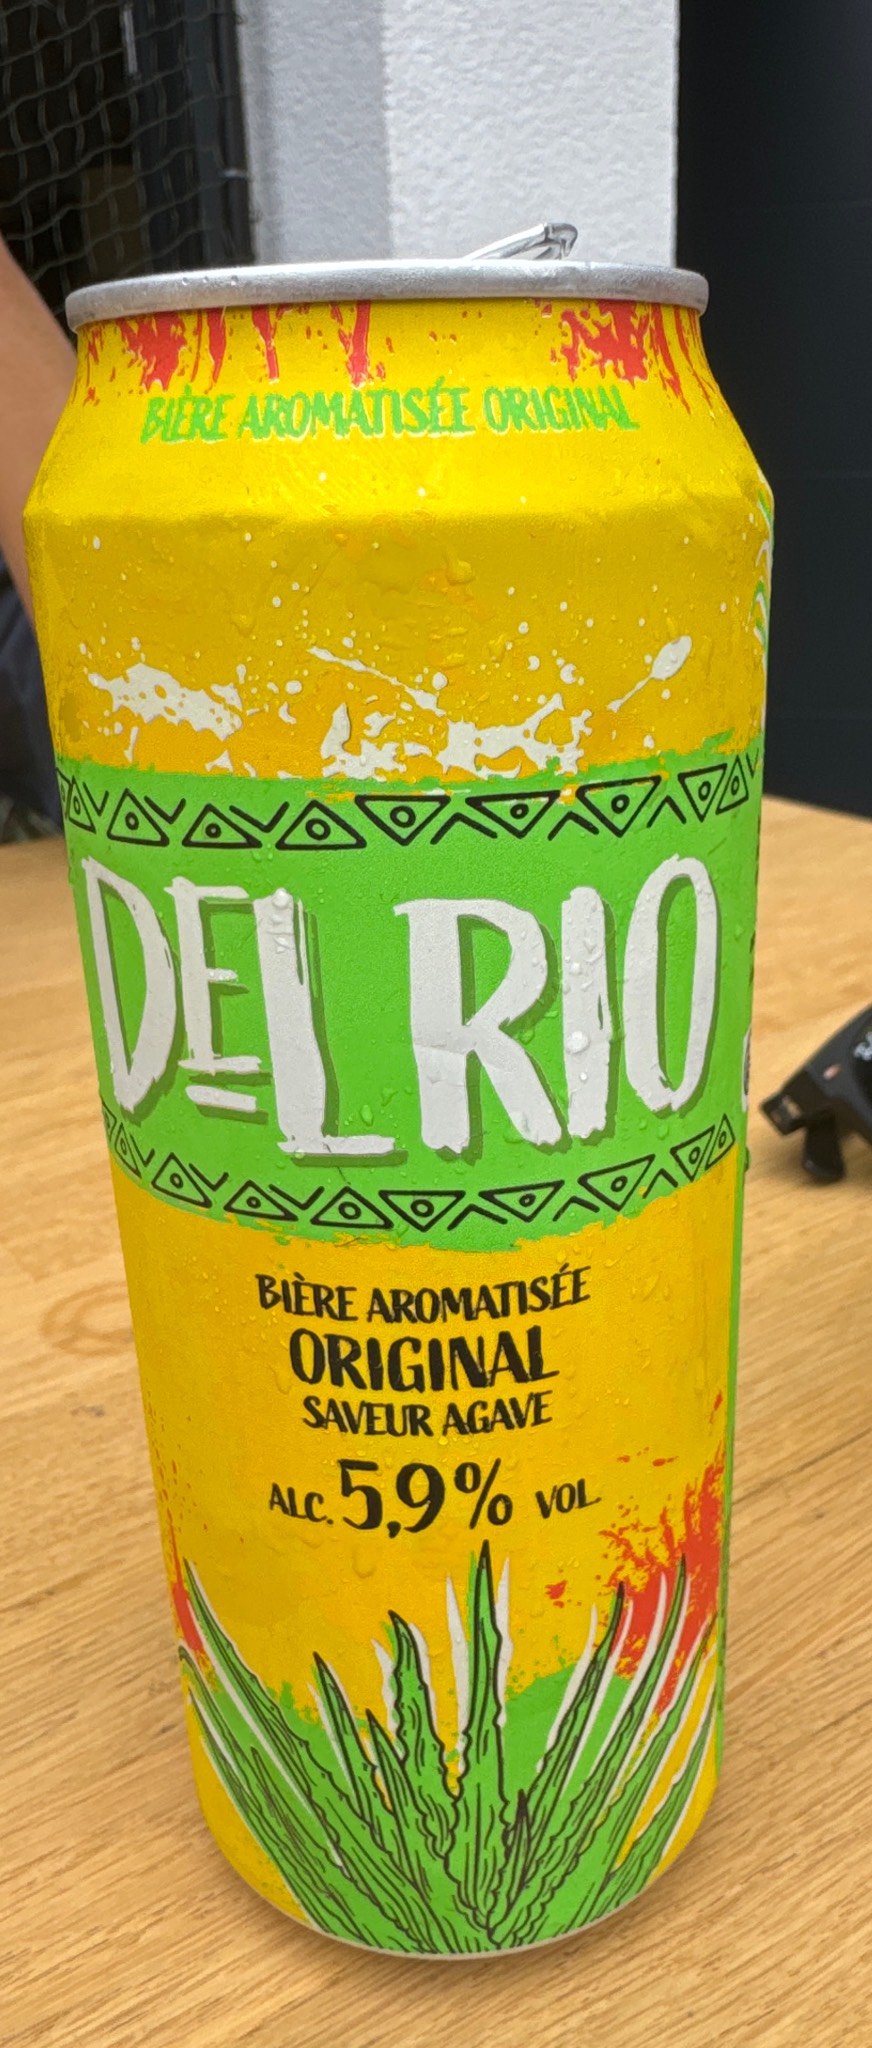 BIÈRE AROMATISÉE ORIGINAL
DEL RIO
BIÈRE AROMATISÉE
ORIGINAL
SAVEUR AGAVE
ALC. 5,9% VOL